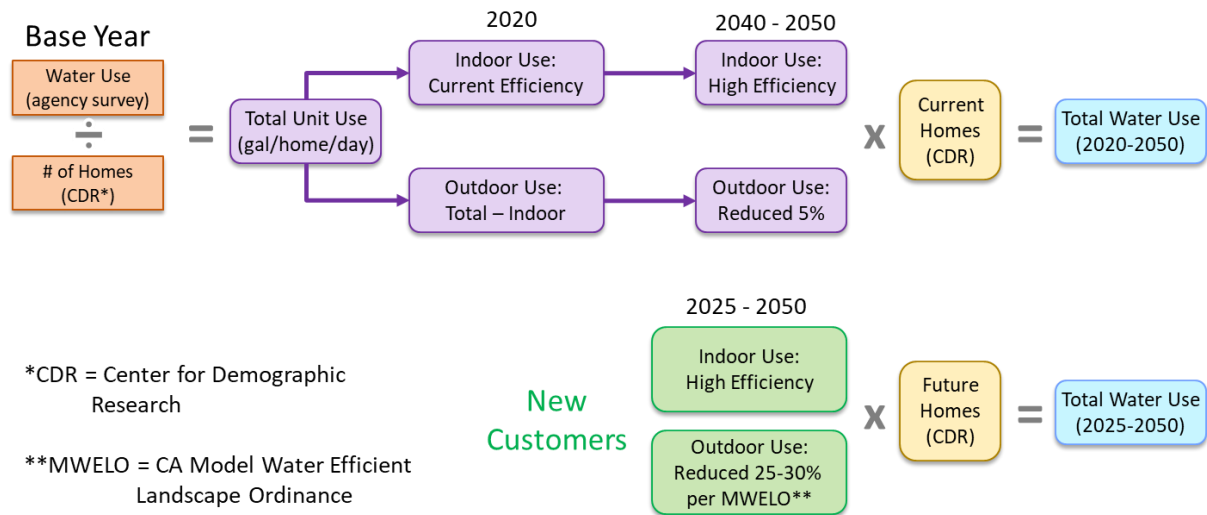 Base Year
2020
2040 - 2050
Water Use
(agency survey)
÷
# of Homes
(CDR*)
=
Total Unit Use
(gal/home/day)
Indoor Use:
Current Efficiency
Indoor Use:
High Efficiency
Outdoor Use:
Total – Indoor
Outdoor Use:
Reduced 5%
x
Current
Homes
(CDR)
=
Total Water Use
(2020-2050)
2025 - 2050
New
Customers
Indoor Use:
High Efficiency
Outdoor Use:
Reduced 25-30%
per MWELO**
x
Future
Homes
(CDR)
=
Total Water Use
(2025-2050)
*CDR = Center for Demographic
Research
**MWELO = CA Model Water Efficient
Landscape Ordinance